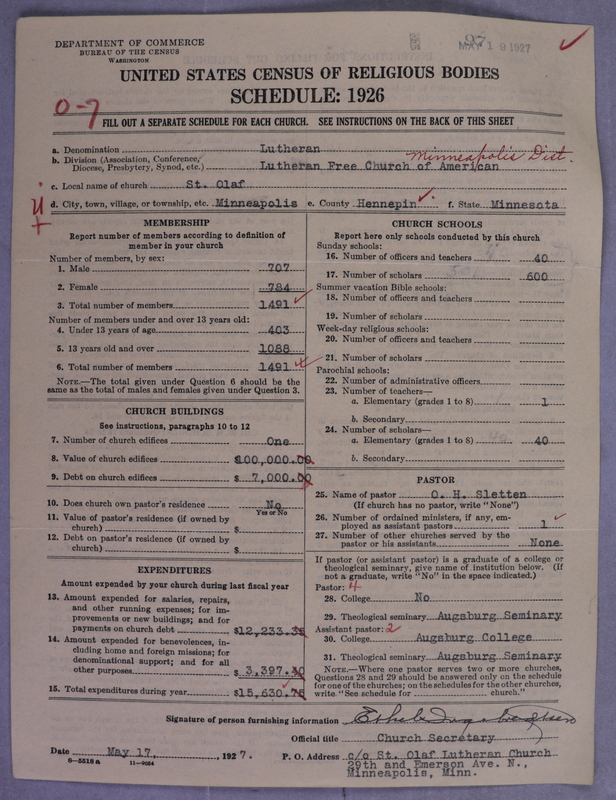 DEPARTMENT OF COMMERCE
BUREAU OF THE CENSUS
WASHINGTON
MAY 19 1927
UNITED STATES CENSUS OF RELIGIOUS BODIES
SCHEDULE: 1926
0-7
FILL OUT A SEPARATE SCHEDULE FOR EACH CHURCH. SEE INSTRUCTIONS ON THE BACK OF THIS SHEET
a. Denomination Lutheran
b. Division (Association, Conference, Diocese, Presbytery, Synod, etc.) Lutheran Free Church of American Minneapolis Dist.
c. Local name of church St. Olaf
d. City, town, village, or township, etc. Minneapolis e. County Hennepin f. State Minnesota
MEMBERSHIP
Report number of members according to definition of
member in your church
Number of members, by sex:
1. Male 707
2. Female 784
3. Total number of members 1491
Number of members under and over 13 years old:
4. Under 13 years of age 403
5. 13 years old and over 1088
6. Total number of members 1491
NOTE.—The total given under Question 6 should be the
same as the total of males and females given under Question 3.
CHURCH BUILDINGS
See instructions, paragraphs 10 to 12
7. Number of church edifices One
8. Value of church edifices $100,000.00
9. Debt on church edifices $ 7,000.00
10. Does church own pastor's residence No
Yes or No
11. Value of pastor's residence (if owned by
church) $
12. Debt on pastor's residence (if owned by
church) $
EXPENDITURES
Amount expended by your church during last fiscal year
13. Amount expended for salaries, repairs,
and other running expenses; for im-
provements or new buildings; and for
payments on church debt $12,233.35
14. Amount expended for benevolences, in-
cluding home and foreign missions; for
denominational support; and for all
other purposes $ 3,397.40
15. Total expenditures during year $15,630.75
CHURCH SCHOOLS
Report here only schools conducted by this church
Sunday schools:
16. Number of officers and teachers 40
17. Number of scholars 600
Summer vacation Bible schools:
18. Number of officers and teachers
19. Number of scholars
Week-day religious schools:
20. Number of officers and teachers
21. Number of scholars
Parochial schools:
22. Number of administrative officers
23. Number of teachers—
a. Elementary (grades 1 to 8) 1
b. Secondary
24. Number of scholars—
a. Elementary (grades 1 to 8) 40
b. Secondary
PASTOR
25. Name of pastor O. H. Sletten
(If church has no pastor, write "None")
26. Number of ordained ministers, if any, em-
ployed as assistant pastors 1
27. Number of other churches served by the
pastor or his assistants None
If pastor (or assistant pastor) is a graduate of a college or
theological seminary, give name of institution below. (If
not a graduate, write "No" in the space indicated.)
Pastor: 4
28. College No
29. Theological seminary Augsburg Seminary
Assistant pastor: 2
30. College Augsburg College
31. Theological seminary Augsburg Seminary
NOTE.—Where one pastor serves two or more churches,
Questions 28 and 29 should be answered only on the schedule
for one of the churches; on the schedules for the other churches,
write "See schedule for church."
Signature of person furnishing information
Official title Church Secretary
Date May 17, 1927. P. O. Address c/o St. Olaf Lutheran Church
29th and Emerson Ave. N.,
Minneapolis, Minn.
8—5518a 11—9054